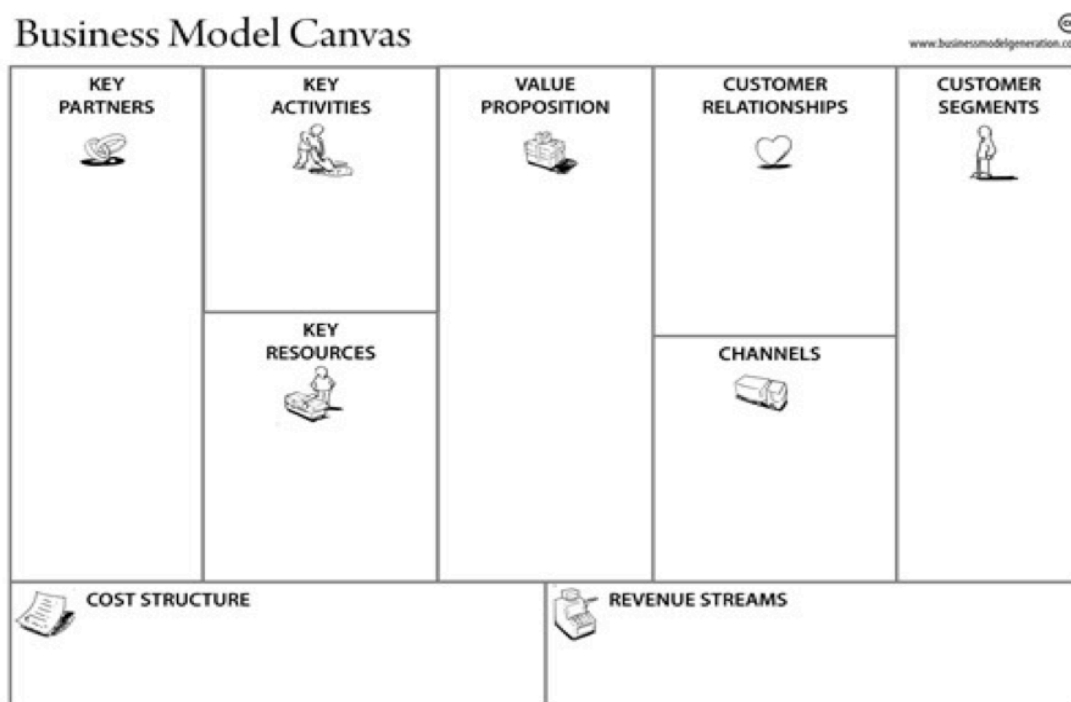 Business Model Canvas
www.businessmodelgeneration.co
KEY
PARTNERS
KEY
ACTIVITIES
VALUE
PROPOSITION
CUSTOMER
RELATIONSHIPS
CUSTOMER
SEGMENTS
KEY
RESOURCES
CHANNELS
COST STRUCTURE
REVENUE STREAMS